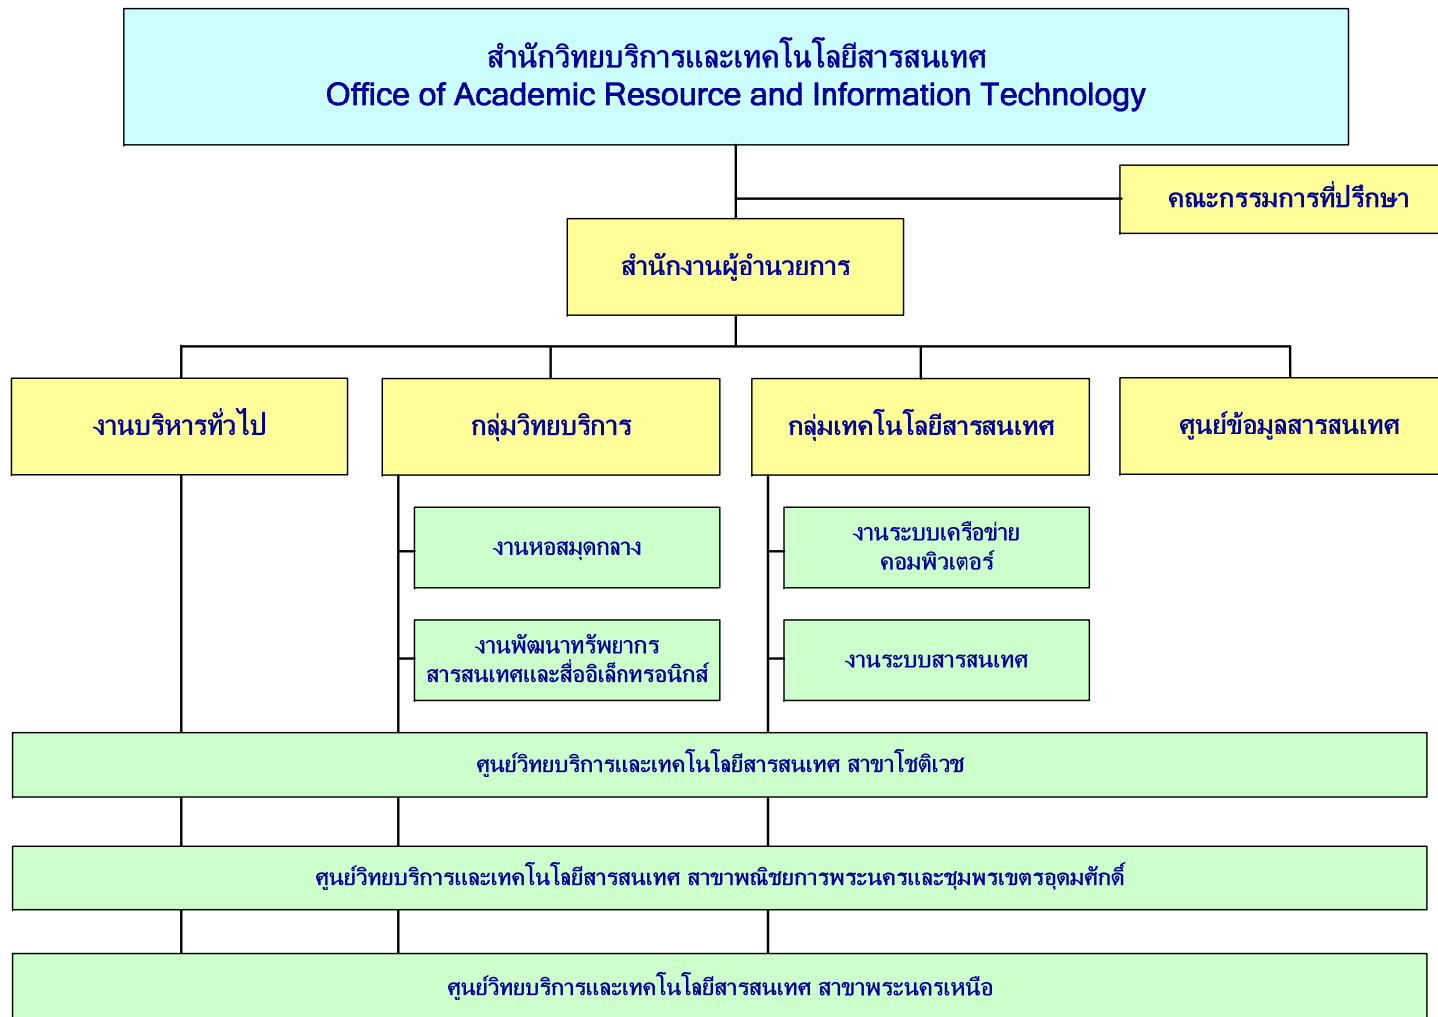 สำนักวิทยบริการและเทคโนโลยีสารสนเทศ
Office of Academic Resource and Information Technology
คณะกรรมการที่ปรึกษา
สำนักงานผู้อำนวยการ
งานบริหารทั่วไป
กลุ่มวิทยบริการ
กลุ่มเทคโนโลยีสารสนเทศ
ศูนย์ข้อมูลสารสนเทศ
งานหอสมุดกลาง
งานระบบเครือข่าย
คอมพิวเตอร์
งานพัฒนาทรัพยากร
สารสนเทศและสื่ออิเล็กทรอนิกส์
งานระบบสารสนเทศ
ศูนย์วิทยบริการและเทคโนโลยีสารสนเทศ สาขาโชติเวช
ศูนย์วิทยบริการและเทคโนโลยีสารสนเทศ สาขาพณิชยการพระนครและชุมพรเขตรอุดมศักดิ์
ศูนย์วิทยบริการและเทคโนโลยีสารสนเทศ สาขาพระนครเหนือ